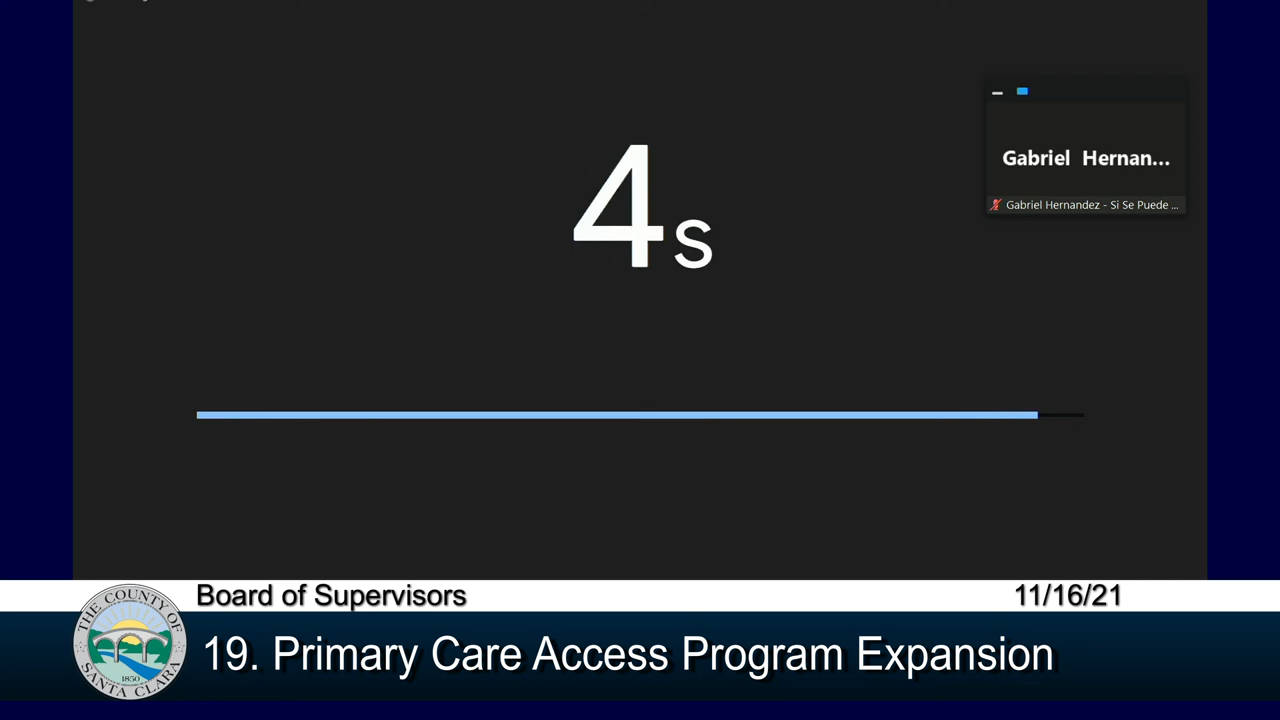 4s
Gabriel Hernan...
Gabriel Hernandez - Si Se Puede ...
Board of Supervisors
11/16/21
THE COUNTY OF
SANTA CLARA
1850
19. Primary Care Access Program Expansion